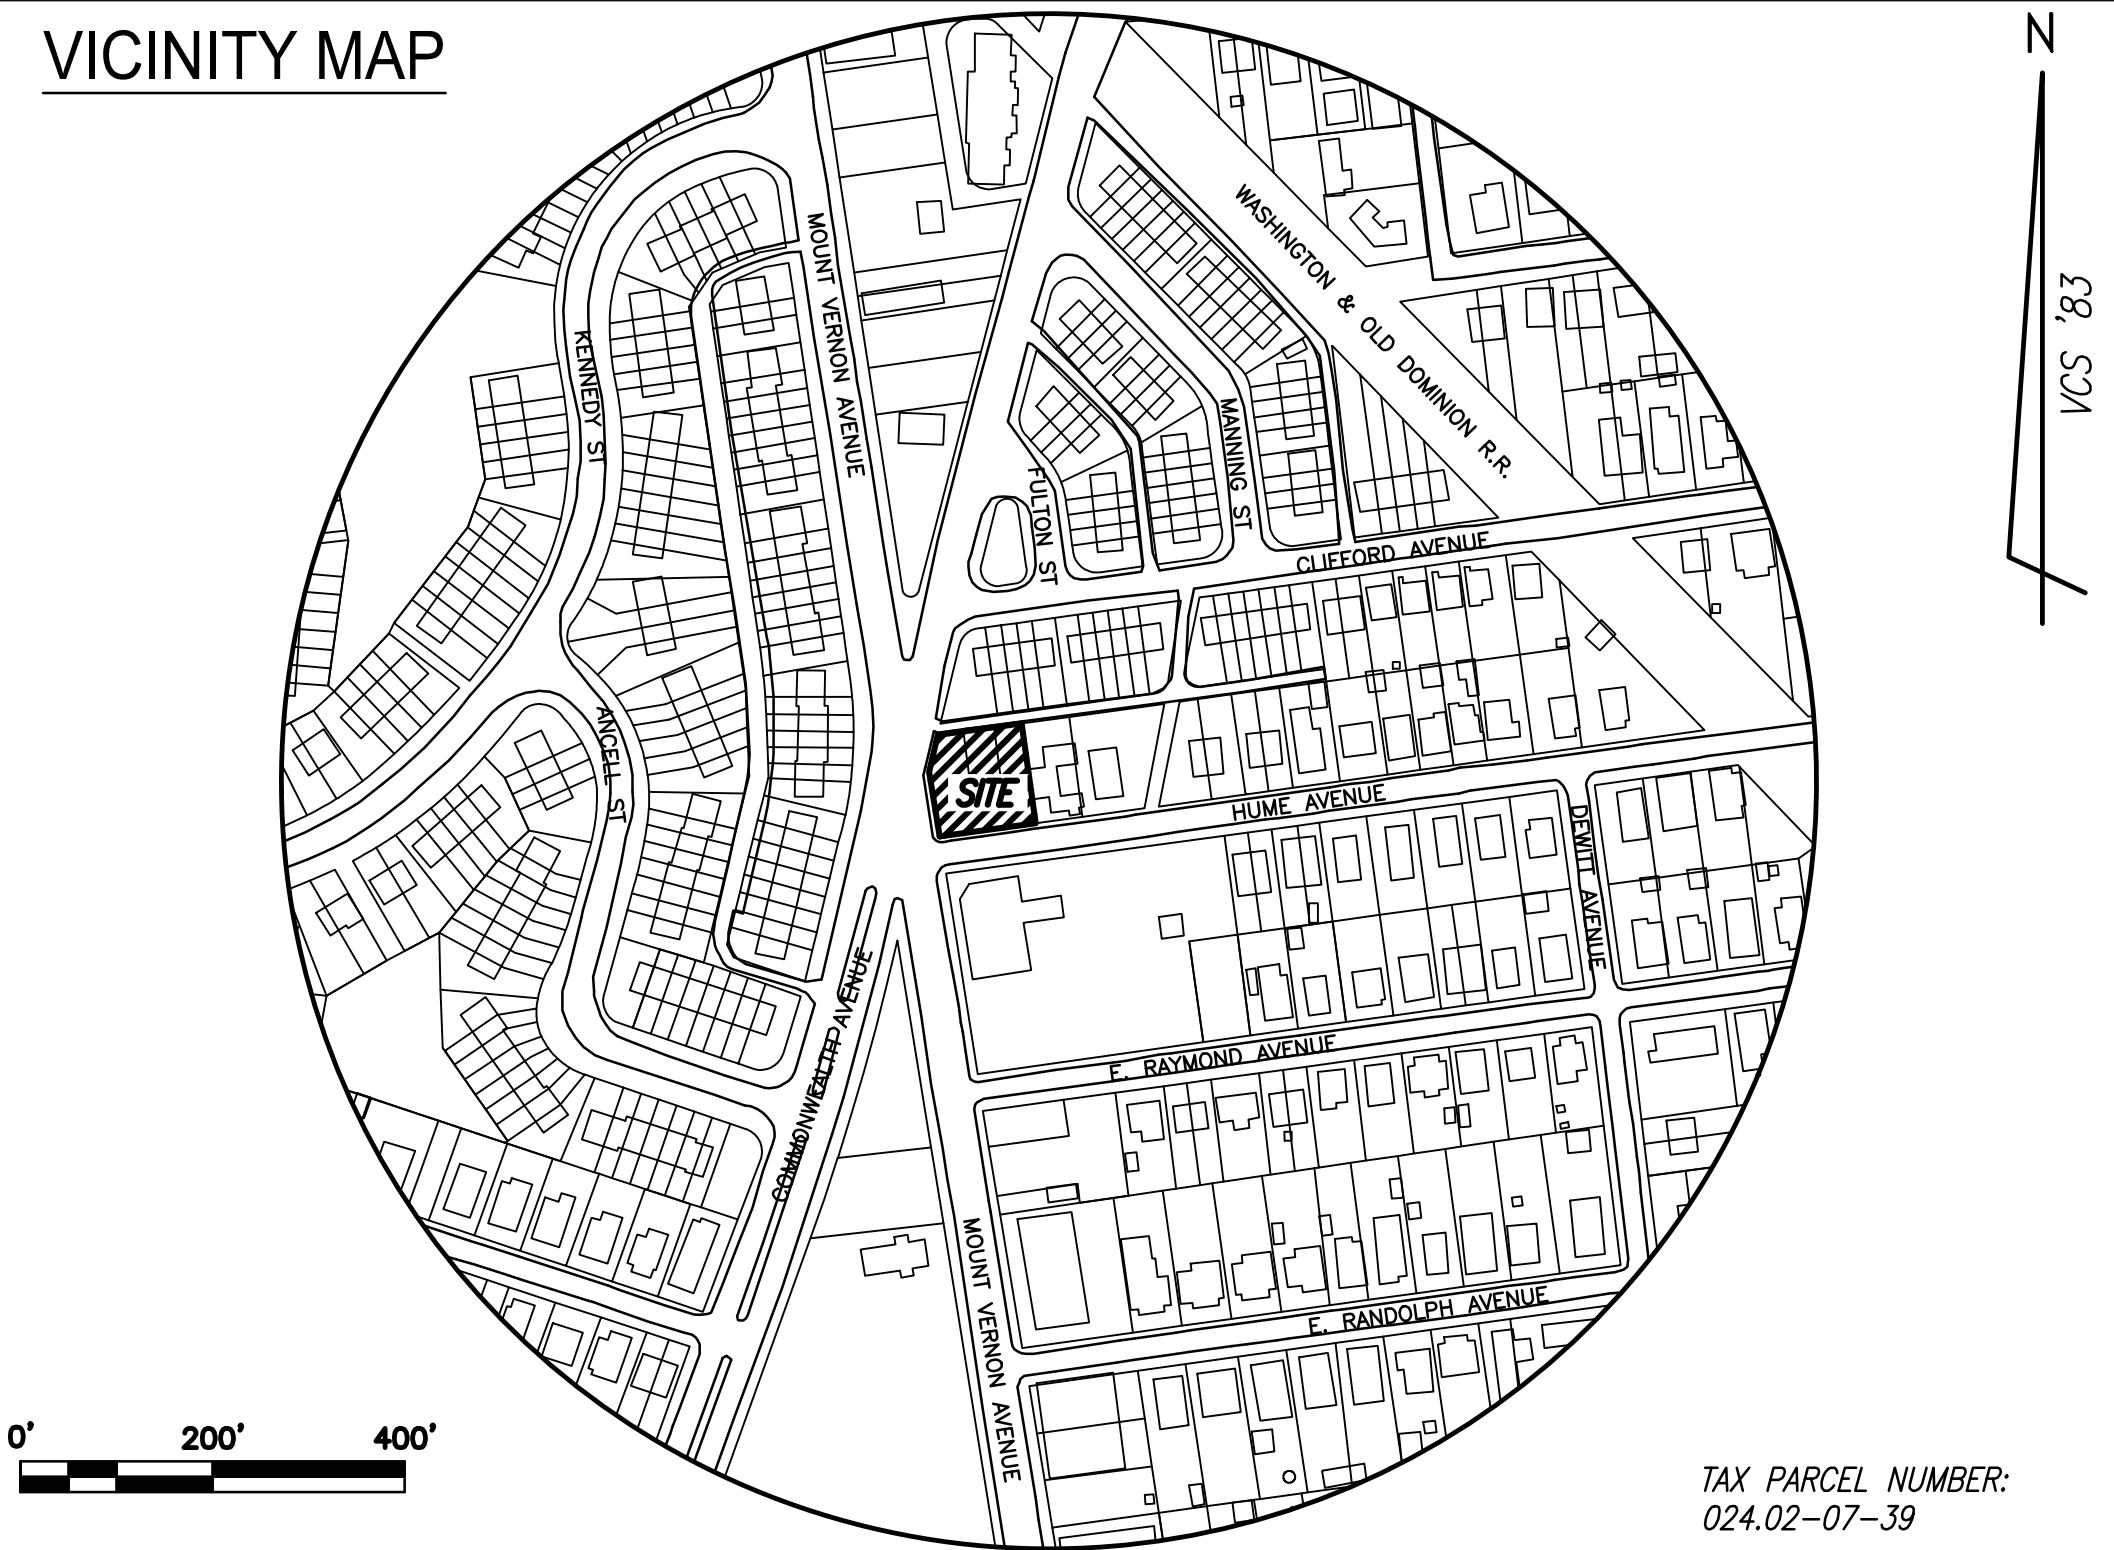 VICINITY MAP
N
VCS '83
WASHINGTON & OLD DOMINION R.R.
MOUNT VERNON AVENUE
KENNEDY ST
MANNING ST
FULTON ST
CLIFFORD AVENUE
ANCELL ST
SITE
HUME AVENUE
DEWITT AVENUE
COMMONWEALTH AVENUE
E. RAYMOND AVENUE
MOUNT VERNON AVENUE
E. RANDOLPH AVENUE
0' 200' 400'
TAX PARCEL NUMBER:
024.02-07-39